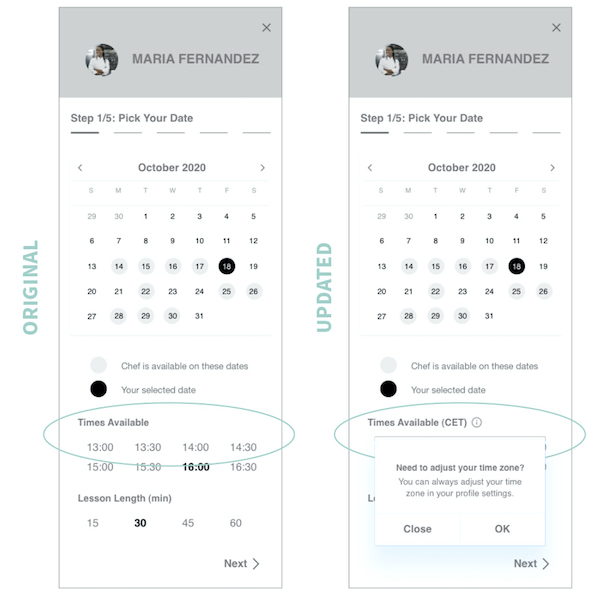 ORIGINAL
MARIA FERNANDEZ
Step 1/5: Pick Your Date
October 2020
S M T W T F S
29 30 1 2 3 4 5
6 7 8 9 10 11 12
13 14 15 16 17 18 19
20 21 22 23 24 25 26
27 28 29 30 31
Chef is available on these dates
Your selected date
Times Available
13:00 13:30 14:00 14:30
15:00 15:30 16:00 16:30
Lesson Length (min)
15 30 45 60
Next
UPDATED
MARIA FERNANDEZ
Step 1/5: Pick Your Date
October 2020
S M T W T F S
29 30 1 2 3 4 5
6 7 8 9 10 11 12
13 14 15 16 17 18 19
20 21 22 23 24 25 26
27 28 29 30 31
Chef is available on these dates
Your selected date
Times Available (CET)
Need to adjust your time zone?
You can always adjust your time
zone in your profile settings.
Close OK
Next